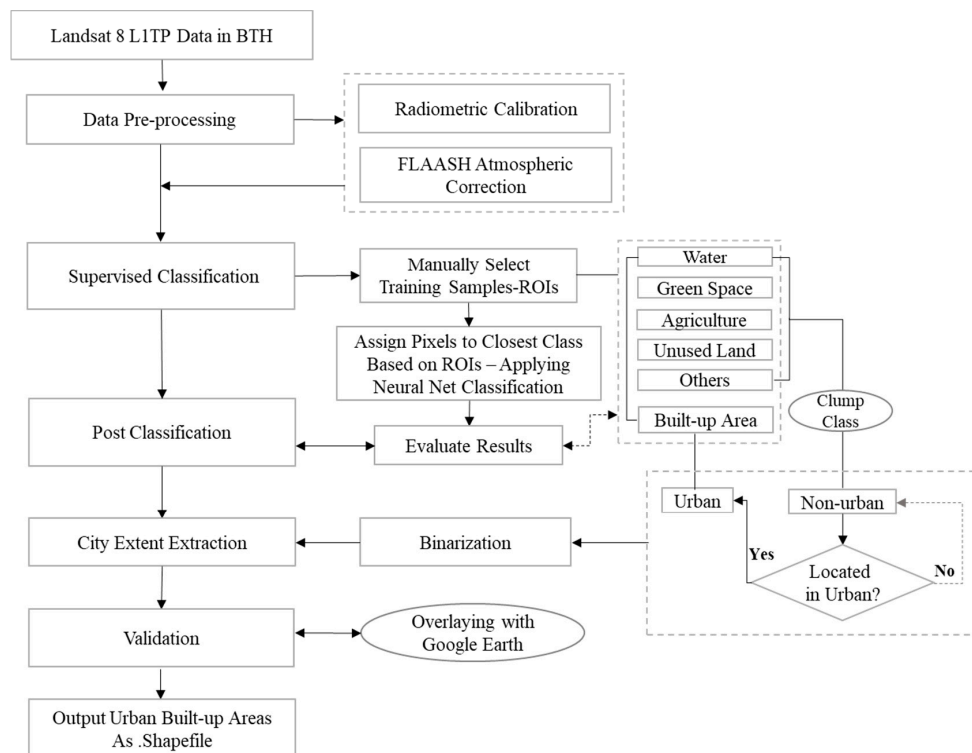 Landsat 8 L1TP Data in BTH
Data Pre-processing
Radiometric Calibration
FLAASH Atmospheric
Correction
Supervised Classification
Manually Select
Training Samples-ROIs
Water
Green Space
Agriculture
Unused Land
Others
Built-up Area
Assign Pixels to Closest Class
Based on ROIs – Applying
Neural Net Classification
Clump
Class
Post Classification
Evaluate Results
Urban
Non-urban
City Extent Extraction
Binarization
Yes
Located
in Urban?
No
Validation
Overlaying with
Google Earth
Output Urban Built-up Areas
As .Shapefile